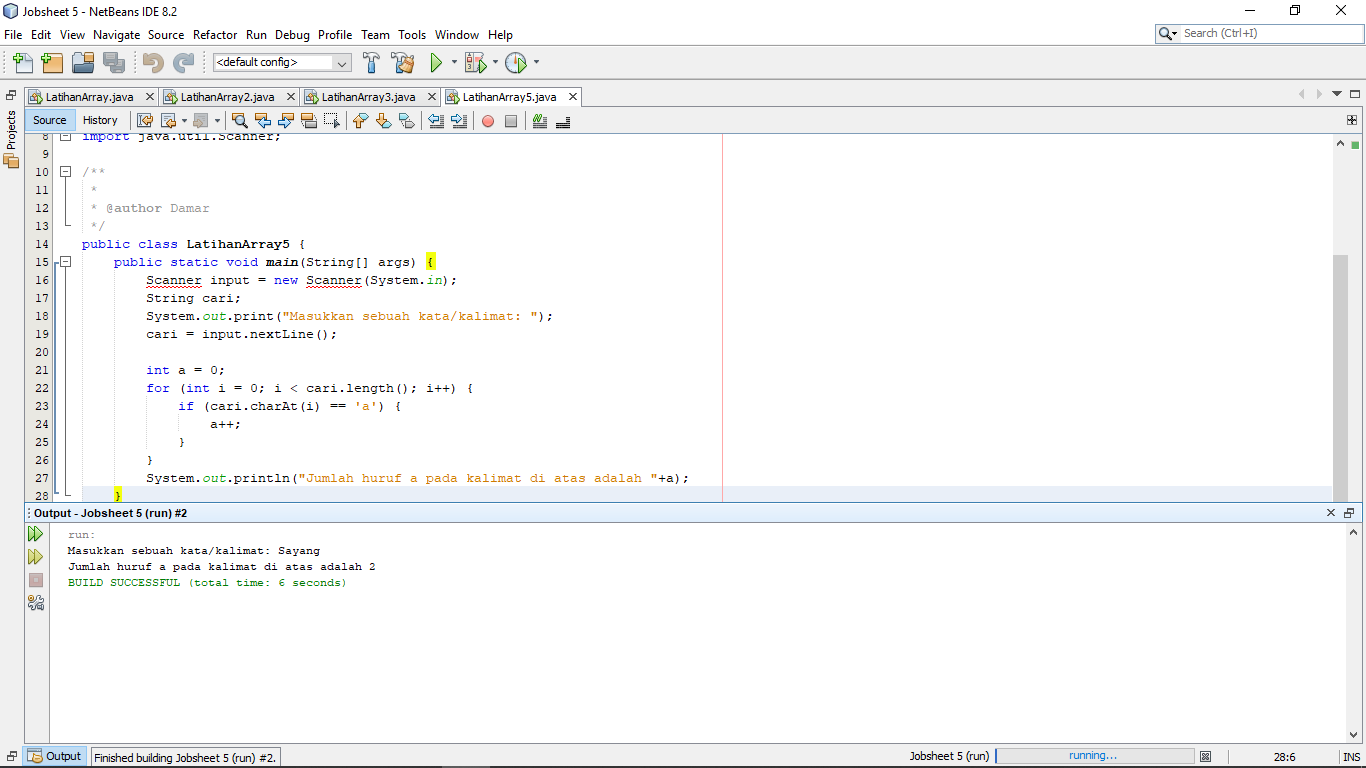 Jobsheet 5 - NetBeans IDE 8.2
File Edit View Navigate Source Refactor Run Debug Profile Team Tools Window Help
Search (Ctrl+I)
<default config>
LatihanArray.java LatihanArray2.java LatihanArray3.java LatihanArray5.java
Projects
Source History
8 import java.util.Scanner;
9
10 /**
11 *
12 * @author Damar
13 */
14 public class LatihanArray5 {
15 public static void main(String[] args) {
16 Scanner input = new Scanner(System.in);
17 String cari;
18 System.out.print("Masukkan sebuah kata/kalimat: ");
19 cari = input.nextLine();
20
21 int a = 0;
22 for (int i = 0; i < cari.length(); i++) {
23 if (cari.charAt(i) == 'a') {
24 a++;
25 }
26 }
27 System.out.println("Jumlah huruf a pada kalimat di atas adalah "+a);
28 }
Output - Jobsheet 5 (run) #2
run:
Masukkan sebuah kata/kalimat: Sayang
Jumlah huruf a pada kalimat di atas adalah 2
BUILD SUCCESSFUL (total time: 6 seconds)
Output
Finished building Jobsheet 5 (run) #2.
Jobsheet 5 (run) running... 28:6 INS